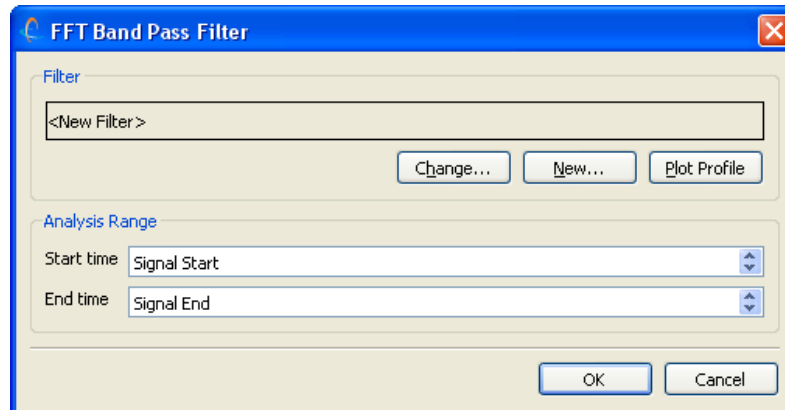 FFT Band Pass Filter
Filter
<New Filter>
Change... New... Plot Profile
Analysis Range
Start time Signal Start
End time Signal End
OK Cancel